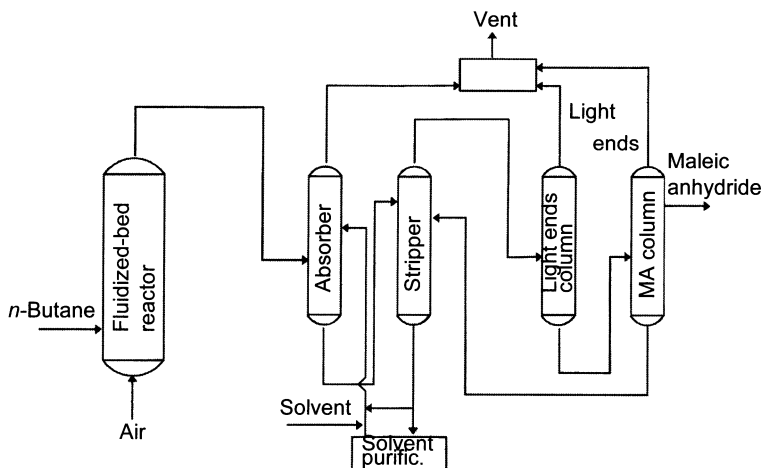 Vent
Light
ends
Maleic
anhydride
Fluidized-bed
reactor
Absorber
Stripper
Light ends
column
MA column
n-Butane
Air
Solvent
Solvent
purific.